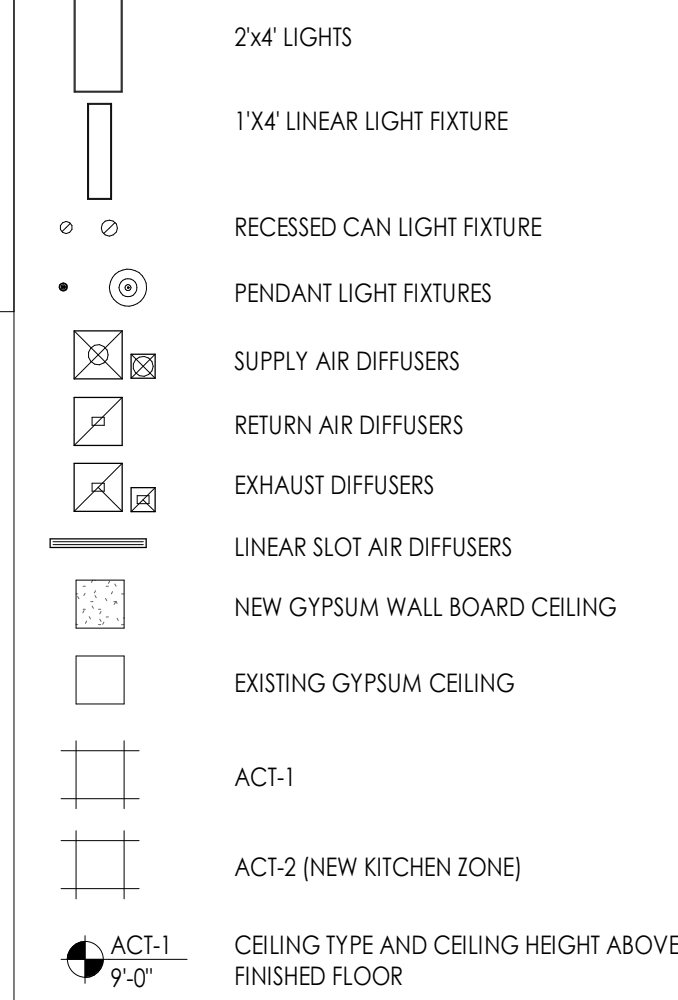 2'x4' LIGHTS
1'X4' LINEAR LIGHT FIXTURE
RECESSED CAN LIGHT FIXTURE
PENDANT LIGHT FIXTURES
SUPPLY AIR DIFFUSERS
RETURN AIR DIFFUSERS
EXHAUST DIFFUSERS
LINEAR SLOT AIR DIFFUSERS
NEW GYPSUM WALL BOARD CEILING
EXISTING GYPSUM CEILING
ACT-1
ACT-2 (NEW KITCHEN ZONE)
ACT-1
9'-0"
CEILING TYPE AND CEILING HEIGHT ABOVE
FINISHED FLOOR